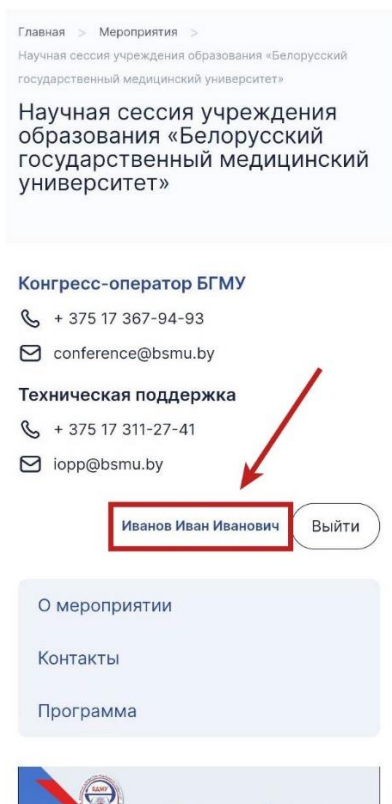 Главная > Мероприятия >
Научная сессия учреждения образования «Белорусский
государственный медицинский университет»
Научная сессия учреждения
образования «Белорусский
государственный медицинский
университет»
Конгресс-оператор БГМУ
+ 375 17 367-94-93
conference@bsmu.by
Техническая поддержка
+ 375 17 311-27-41
iopp@bsmu.by
Иванов Иван Иванович Выйти
О мероприятии
Контакты
Программа
БГМУ